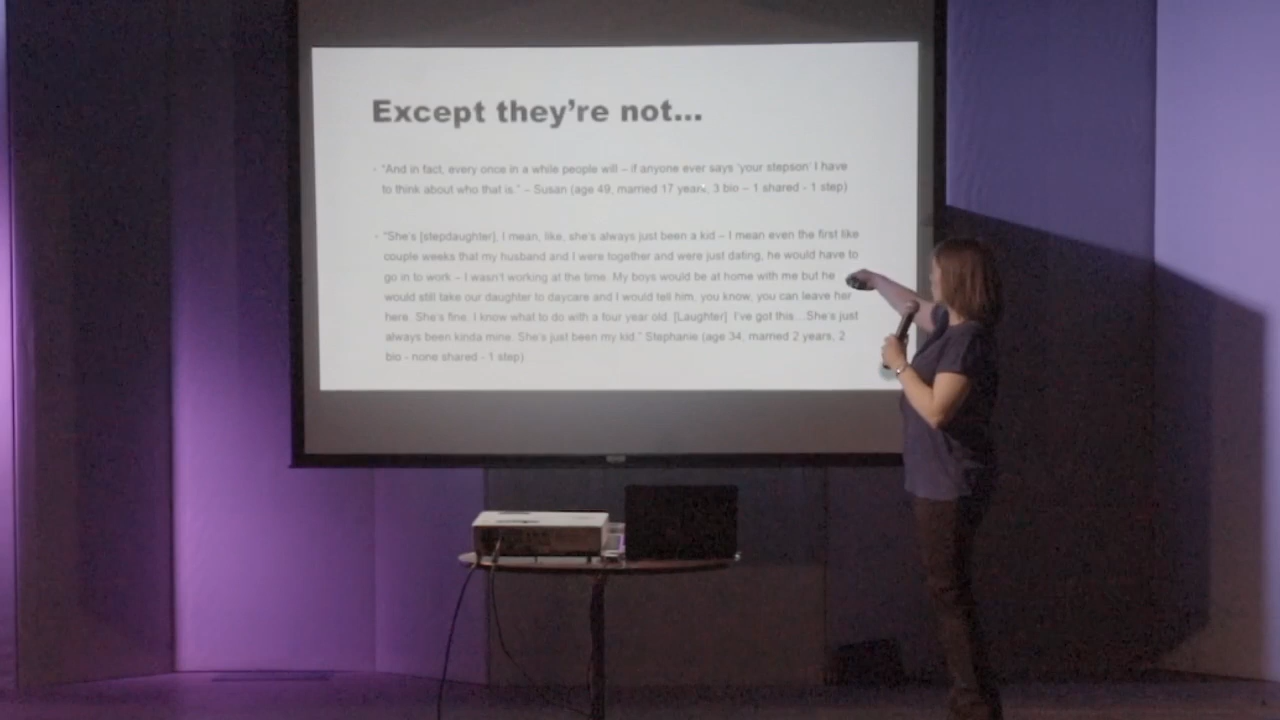 Except they're not...
· "And in fact, every once in a while people will – if anyone ever says 'your stepson' I have
to think about who that is." – Susan (age 49, married 17 years, 3 bio – 1 shared - 1 step)
· "She's [stepdaughter], I mean, like, she's always just been a kid – I mean even the first like
couple weeks that my husband and I were together and were just dating, he would have to
go in to work – I wasn't working at the time. My boys would be at home with me but he
would still take our daughter to daycare and I would tell him, you know, you can leave her
here. She's fine, I know what to do with a four year old. [Laughter] I've got this...She's just
always been kinda mine. She's just been my kid." Stephanie (age 34, married 2 years, 2
bio - none shared - 1 step)